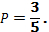 P = 3/5.